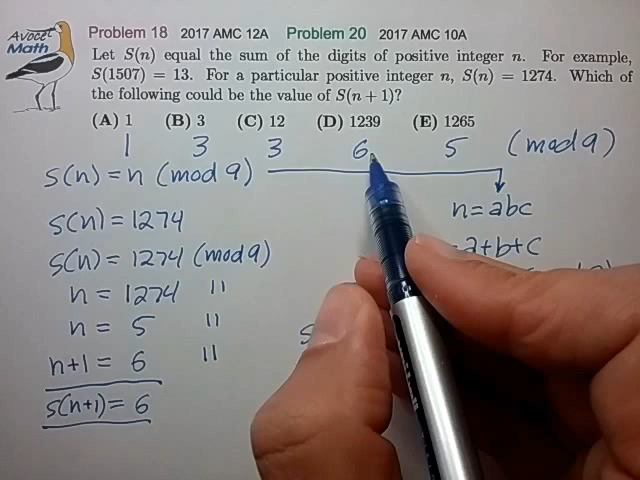 Avocet Math
Problem 18 2017 AMC 12A Problem 20 2017 AMC 10A
Let S(n) equal the sum of the digits of positive integer n. For example,
S(1507) = 13. For a particular positive integer n, S(n) = 1274. Which of
the following could be the value of S(n + 1)?
(A) 1 (B) 3 (C) 12 (D) 1239 (E) 1265
1 3 3 6 5 (mod 9)
S(n) = n (mod 9)
n = abc
S(n) = 1274
= a + b + c
S(n) = 1274 (mod 9)
n = 1274 "
n = 5 "
n+1 = 6 "
S(n+1) = 6